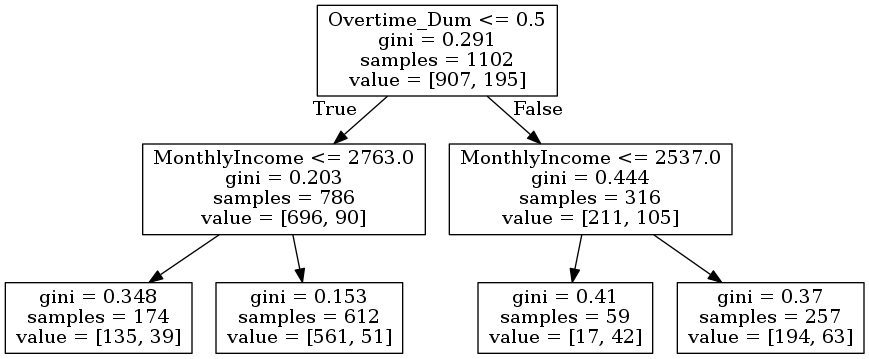 Overtime_Dum <= 0.5
gini = 0.291
samples = 1102
value = [907, 195]
True
False
MonthlyIncome <= 2763.0
gini = 0.203
samples = 786
value = [696, 90]
MonthlyIncome <= 2537.0
gini = 0.444
samples = 316
value = [211, 105]
gini = 0.348
samples = 174
value = [135, 39]
gini = 0.153
samples = 612
value = [561, 51]
gini = 0.41
samples = 59
value = [17, 42]
gini = 0.37
samples = 257
value = [194, 63]